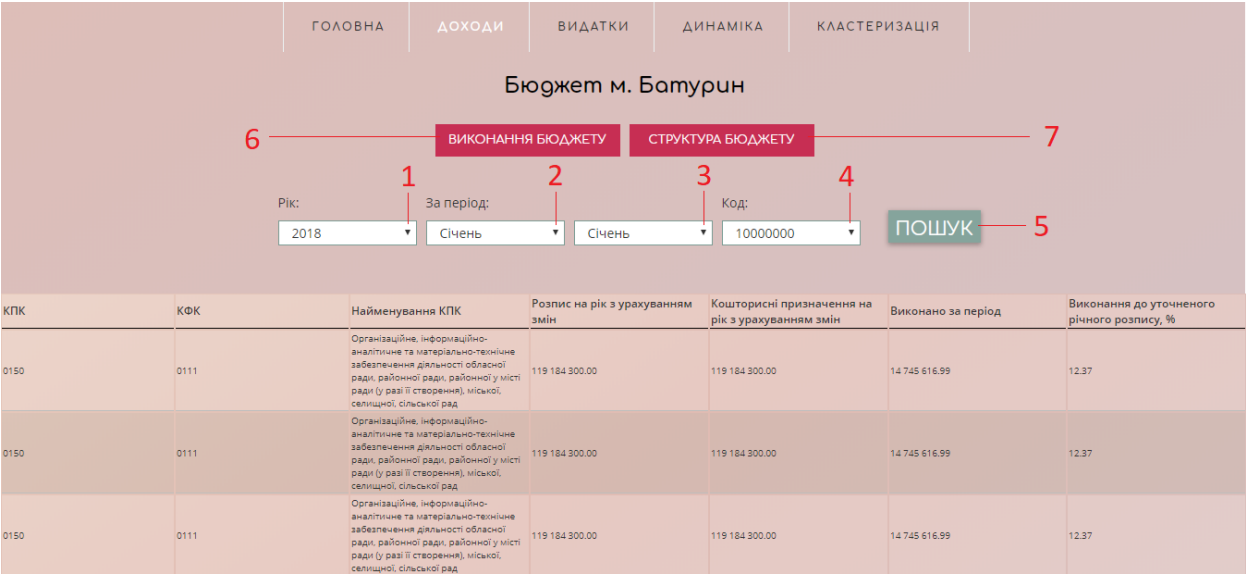 ГОЛОВНА ДОХОДИ ВИДАТКИ ДИНАМІКА КЛАСТЕРИЗАЦІЯ
Бюджет м. Батурин
6 ВИКОНАННЯ БЮДЖЕТУ СТРУКТУРА БЮДЖЕТУ 7
1 2 3 4
Рік: За період: Код:
2018 Січень Січень 10000000 ПОШУК 5
КПК КФК Найменування КПК Розпис на рік з урахуванням Кошторисні призначення на Виконано за період Виконання до уточненого
змін рік з урахуванням змін річного розпису, %
Організаційне, інформаційно-
аналітичне та матеріально-технічне
забезпечення діяльності обласної
0150 0111 ради, районної ради, районної у місті 119 184 300.00 119 184 300.00 14 745 616.99 12.37
ради (у разі її створення), міської,
селищної, сільської рад
Організаційне, інформаційно-
аналітичне та матеріально-технічне
забезпечення діяльності обласної
0150 0111 ради, районної ради, районної у місті 119 184 300.00 119 184 300.00 14 745 616.99 12.37
ради (у разі її створення), міської,
селищної, сільської рад
Організаційне, інформаційно-
аналітичне та матеріально-технічне
забезпечення діяльності обласної
0150 0111 ради, районної ради, районної у місті 119 184 300.00 119 184 300.00 14 745 616.99 12.37
ради (у разі її створення), міської,
селищної, сільської рад